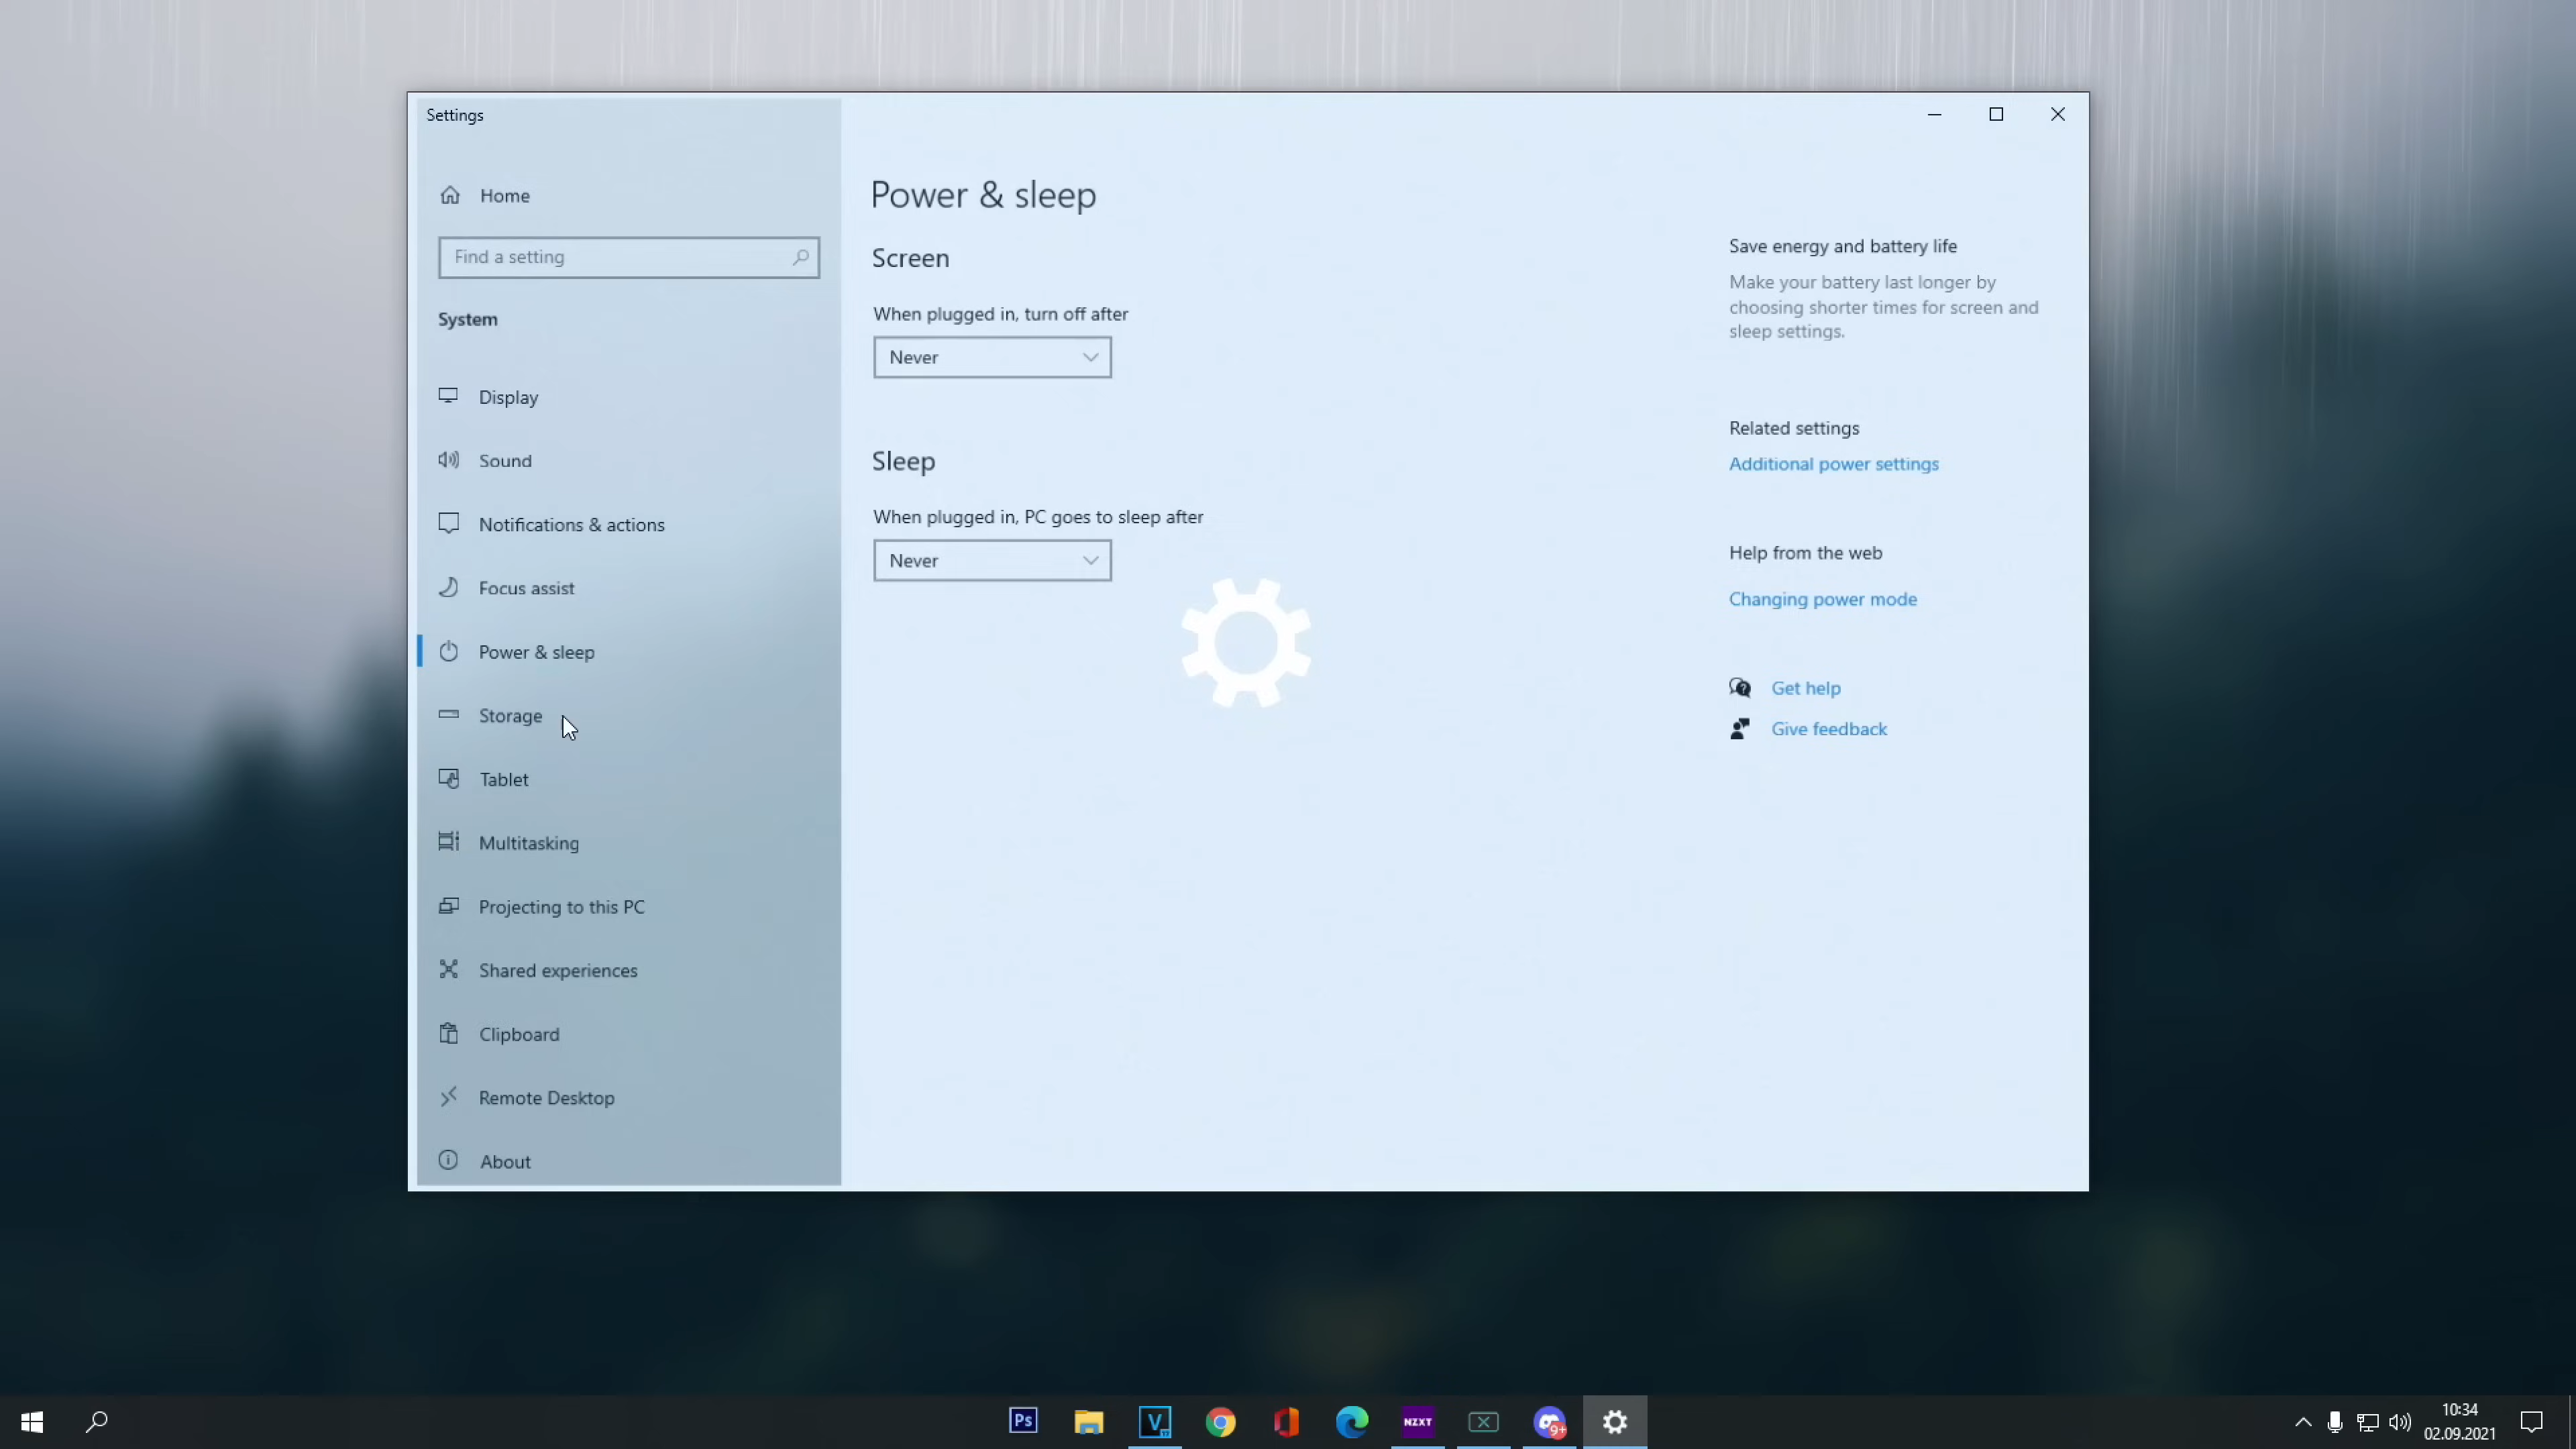 Settings
Home
Find a setting
System
Display
Sound
Notifications & actions
Focus assist
Power & sleep
Storage
Tablet
Multitasking
Projecting to this PC
Shared experiences
Clipboard
Remote Desktop
About
Power & sleep
Screen
When plugged in, turn off after
Never
Sleep
When plugged in, PC goes to sleep after
Never
Save energy and battery life
Make your battery last longer by
choosing shorter times for screen and
sleep settings.
Related settings
Additional power settings
Help from the web
Changing power mode
Get help
Give feedback
Ps
V
NZXT
9+
10:34
02.09.2021